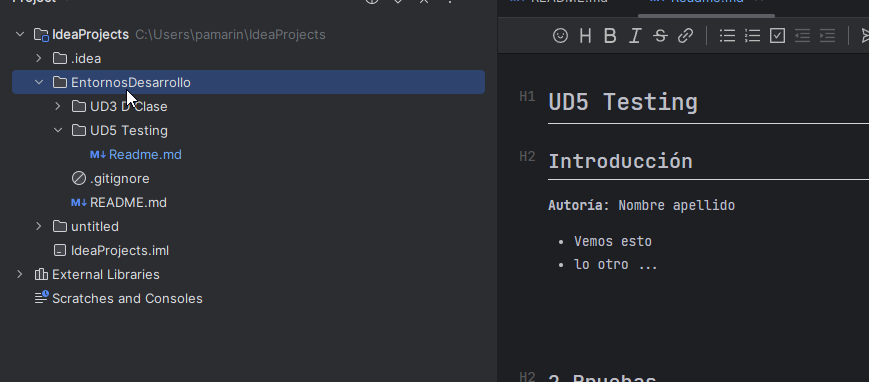 Project
README.md
Readme.md
IdeaProjects C:\Users\pamarin\IdeaProjects
.idea
EntornosDesarrollo
UD3 D Clase
UD5 Testing
M↓ Readme.md
.gitignore
M↓ README.md
untitled
IdeaProjects.iml
External Libraries
Scratches and Consoles
H B I S
H1 UD5 Testing
H2 Introducción
Autoría: Nombre apellido
• Vemos esto
• lo otro ...
H2 2 Pruebas